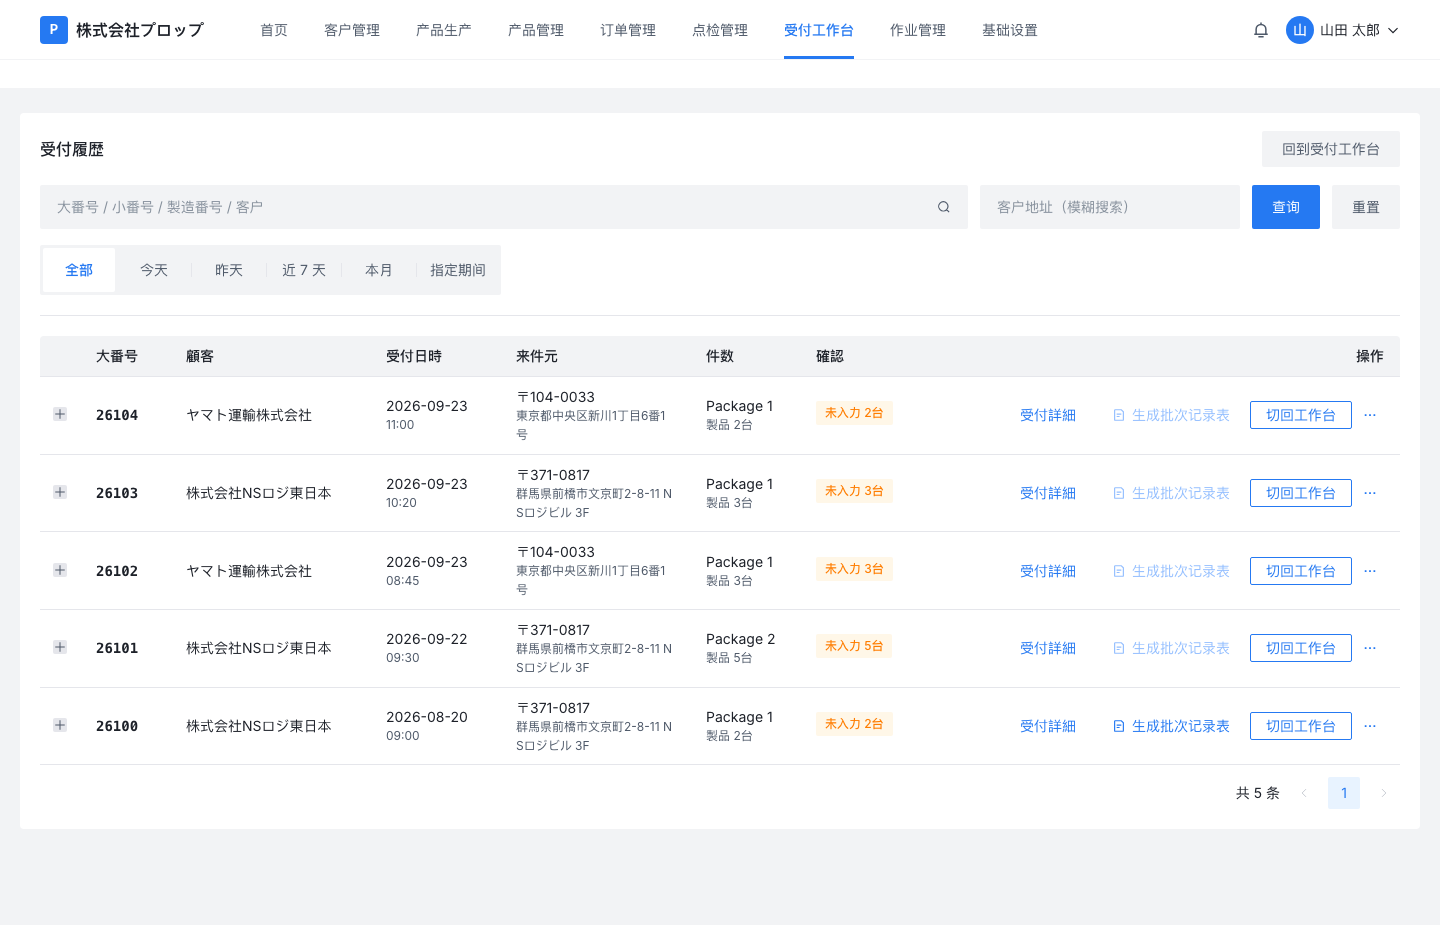 P 株式会社プロップ 首页 客户管理 产品生产 产品管理 订单管理 点检管理 受付工作台 作业管理 基础设置 山 山田 太郎
受付履歴 回到受付工作台
大番号 / 小番号 / 製造番号 / 客户 客户地址（模糊搜索） 查询 重置
全部 今天 昨天 近 7 天 本月 指定期间
大番号 顧客 受付日時 来件元 件数 確認 操作
26104 ヤマト運輸株式会社 2026-09-23 11:00 〒104-0033 東京都中央区新川1丁目6番1号 Package 1 製品 2台 未入力 2台 受付詳細 生成批次记录表 切回工作台 ...
26103 株式会社NSロジ東日本 2026-09-23 10:20 〒371-0817 群馬県前橋市文京町2-8-11 NSロジビル 3F Package 1 製品 3台 未入力 3台 受付詳細 生成批次记录表 切回工作台 ...
26102 ヤマト運輸株式会社 2026-09-23 08:45 〒104-0033 東京都中央区新川1丁目6番1号 Package 1 製品 3台 未入力 3台 受付詳細 生成批次记录表 切回工作台 ...
26101 株式会社NSロジ東日本 2026-09-22 09:30 〒371-0817 群馬県前橋市文京町2-8-11 NSロジビル 3F Package 2 製品 5台 未入力 5台 受付詳細 生成批次记录表 切回工作台 ...
26100 株式会社NSロジ東日本 2026-08-20 09:00 〒371-0817 群馬県前橋市文京町2-8-11 NSロジビル 3F Package 1 製品 2台 未入力 2台 受付詳細 生成批次记录表 切回工作台 ...
共 5 条 1